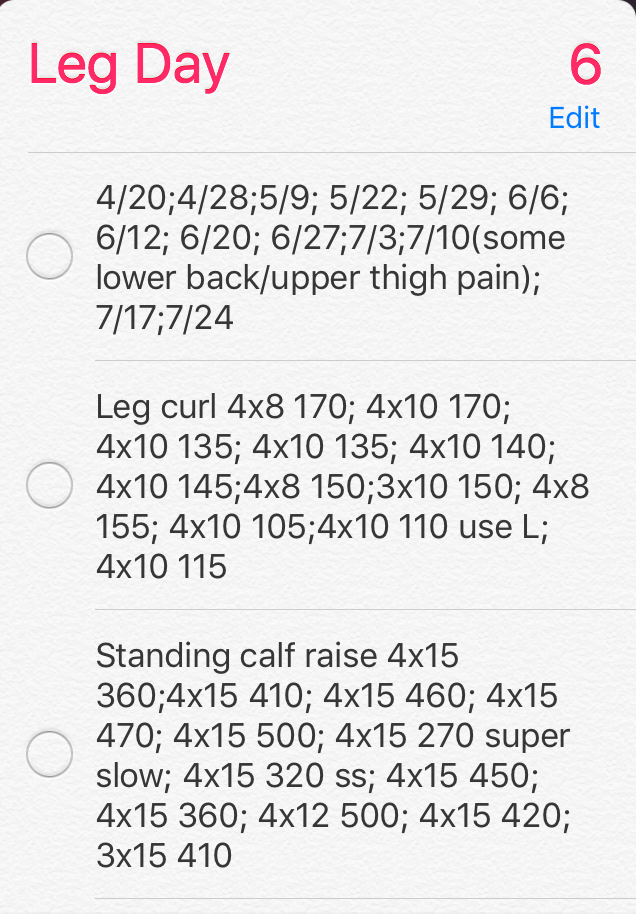 Leg Day 6
Edit
4/20;4/28;5/9; 5/22; 5/29; 6/6;
6/12; 6/20; 6/27;7/3;7/10(some
lower back/upper thigh pain);
7/17;7/24
Leg curl 4x8 170; 4x10 170;
4x10 135; 4x10 135; 4x10 140;
4x10 145;4x8 150;3x10 150; 4x8
155; 4x10 105;4x10 110 use L;
4x10 115
Standing calf raise 4x15
360;4x15 410; 4x15 460; 4x15
470; 4x15 500; 4x15 270 super
slow; 4x15 320 ss; 4x15 450;
4x15 360; 4x12 500; 4x15 420;
3x15 410